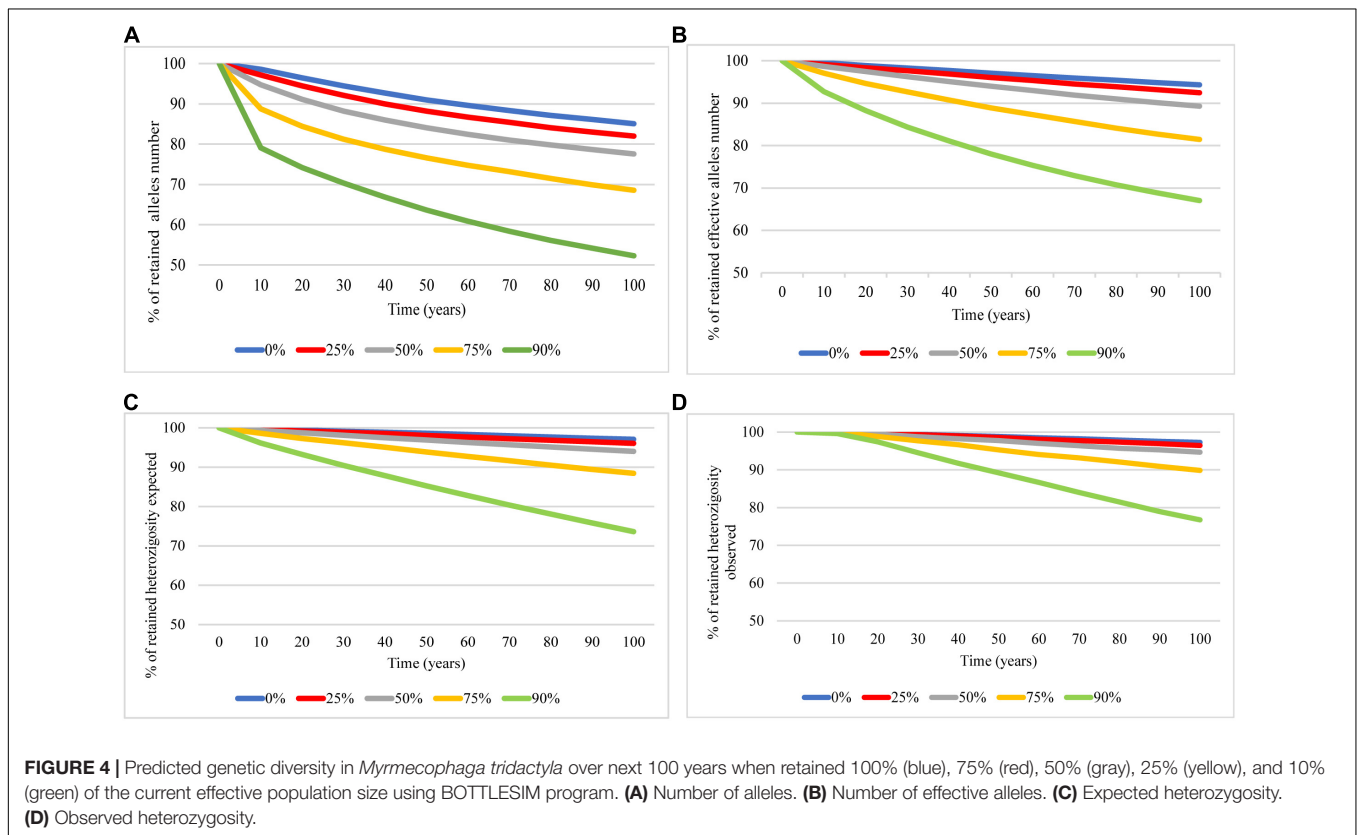 A
% of retained alleles number
100
90
80
70
60
50
0 10 20 30 40 50 60 70 80 90 100
Time (years)
0% 25% 50% 75% 90%
B
% of retained effective alleles number
100
90
80
70
60
50
0 10 20 30 40 50 60 70 80 90 100
Time (years)
0% 25% 50% 75% 90%
C
% of retained heterozigosity expected
100
90
80
70
60
50
0 10 20 30 40 50 60 70 80 90 100
Time (years)
0% 25% 50% 75% 90%
D
% of retained heterozigosity
observed
100
90
80
70
60
50
0 10 20 30 40 50 60 70 80 90 100
Time (years)
0% 25% 50% 75% 90%
FIGURE 4 | Predicted genetic diversity in Myrmecophaga tridactyla over next 100 years when retained 100% (blue), 75% (red), 50% (gray), 25% (yellow), and 10%
(green) of the current effective population size using BOTTLESIM program. (A) Number of alleles. (B) Number of effective alleles. (C) Expected heterozygosity.
(D) Observed heterozygosity.